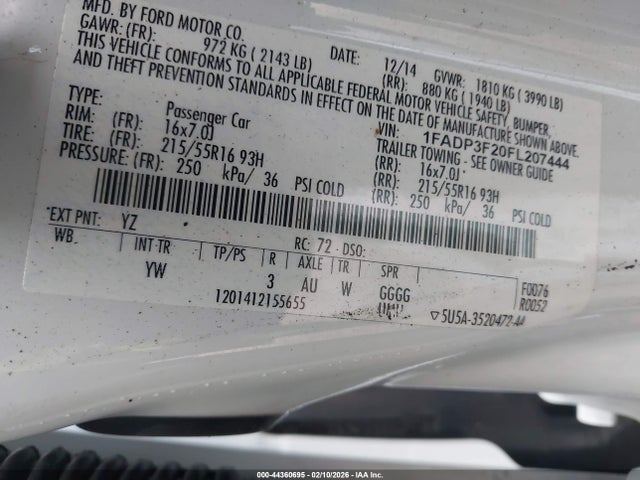 MFD. BY FORD MOTOR CO.
DATE: 12/14 GVWR: 1810 KG ( 3990 LB)
GAWR: (FR): 972 KG ( 2143 LB) (RR): 880 KG ( 1940 LB)
THIS VEHICLE CONFORMS TO ALL APPLICABLE FEDERAL MOTOR VEHICLE SAFETY, BUMPER,
AND THEFT PREVENTION STANDARDS IN EFFECT ON THE DATE OF MANUFACTURE SHOWN ABOVE.
VIN: 1FADP3F20FL207444
TYPE: Passenger Car TRAILER TOWING - SEE OWNER GUIDE
RIM: (FR): 16x7.0J (RR): 16x7.0J
TIRE: (FR): 215/55R16 93H (RR): 215/55R16 93H
PRESSURE: (FR): 250 kPa/ 36 PSI COLD (RR): 250 kPa/ 36 PSI COLD
*EXT PNT: YZ RC: 72 DSO:
WB INT TR TP/PS R AXLE TR SPR F0076
YW 3 AU W GGGG R0052
1201412155655 UHU ▽5U5A-3520472-AA
000-44360695 - 02/10/2026 - IAA Inc.